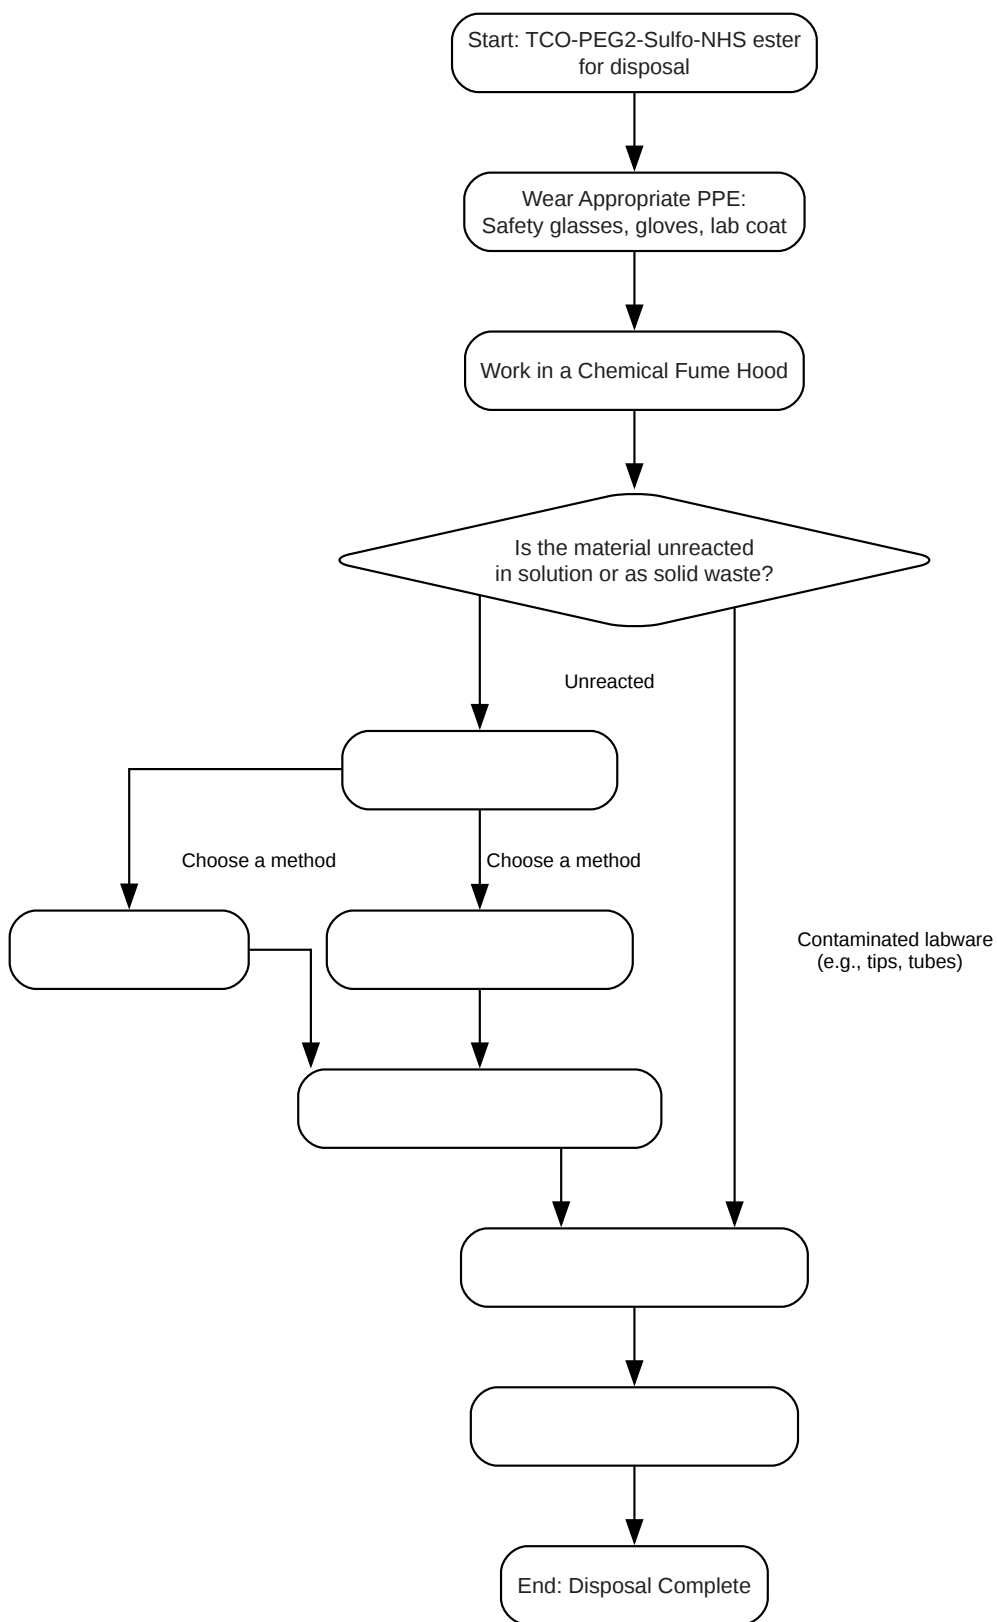 Start: TCO-PEG2-Sulfo-NHS ester
for disposal
Wear Appropriate PPE:
Safety glasses, gloves, lab coat
Work in a Chemical Fume Hood
Is the material unreacted
in solution or as solid waste?
Unreacted
Choose a method
Choose a method
Contaminated labware
(e.g., tips, tubes)
End: Disposal Complete